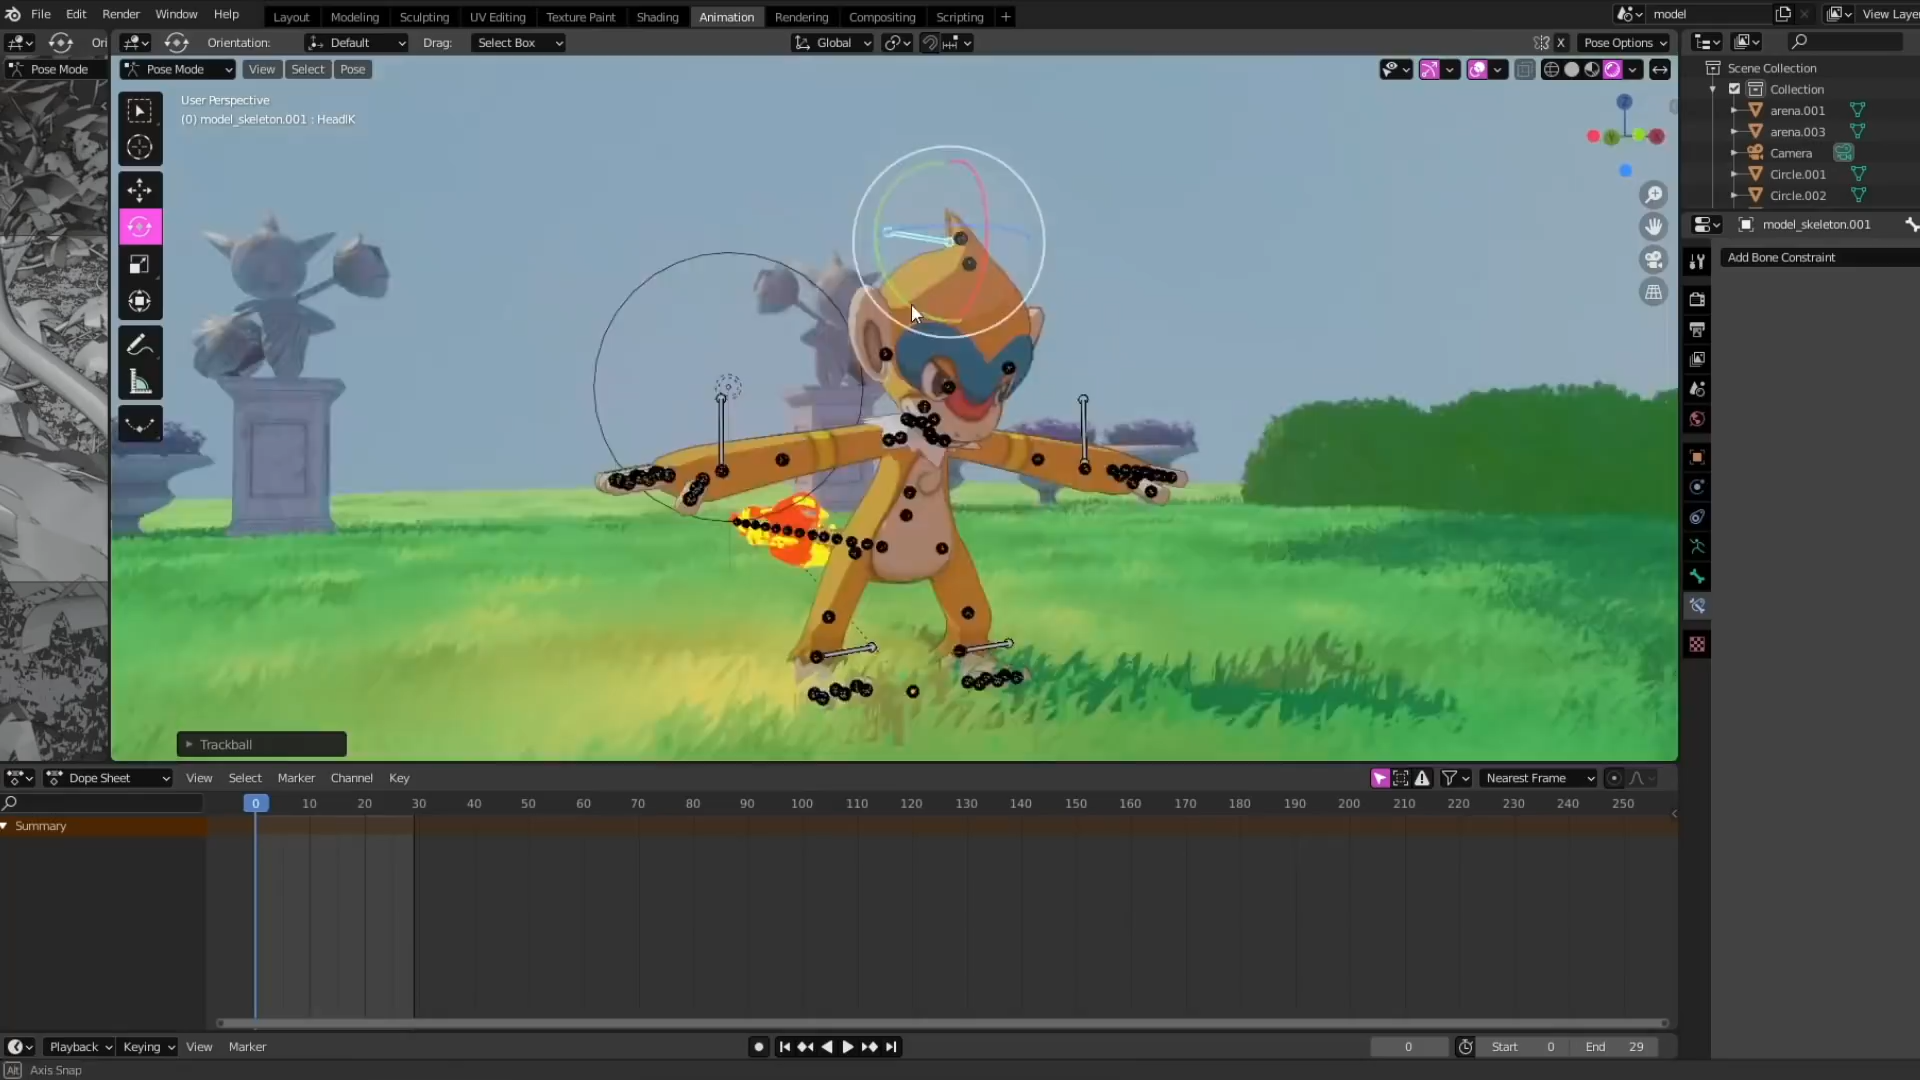 File Edit Render Window Help Layout Modeling Sculpting UV Editing Texture Paint Shading Animation Rendering Compositing Scripting + model View Layer
Ori Orientation: Default Drag: Select Box Global X Pose Options
Pose Mode Pose Mode View Select Pose
Scene Collection
Collection
arena.001
arena.003
Camera
Circle.001
Circle.002
User Perspective
(0) model_skeleton.001 : HeadIK
model_skeleton.001
Add Bone Constraint
Trackball
Dope Sheet View Select Marker Channel Key Nearest Frame
0 10 20 30 40 50 60 70 80 90 100 110 120 130 140 150 160 170 180 190 200 210 220 230 240 250
Summary
Playback Keying View Marker 0 Start 0 End 29
Alt Axis Snap